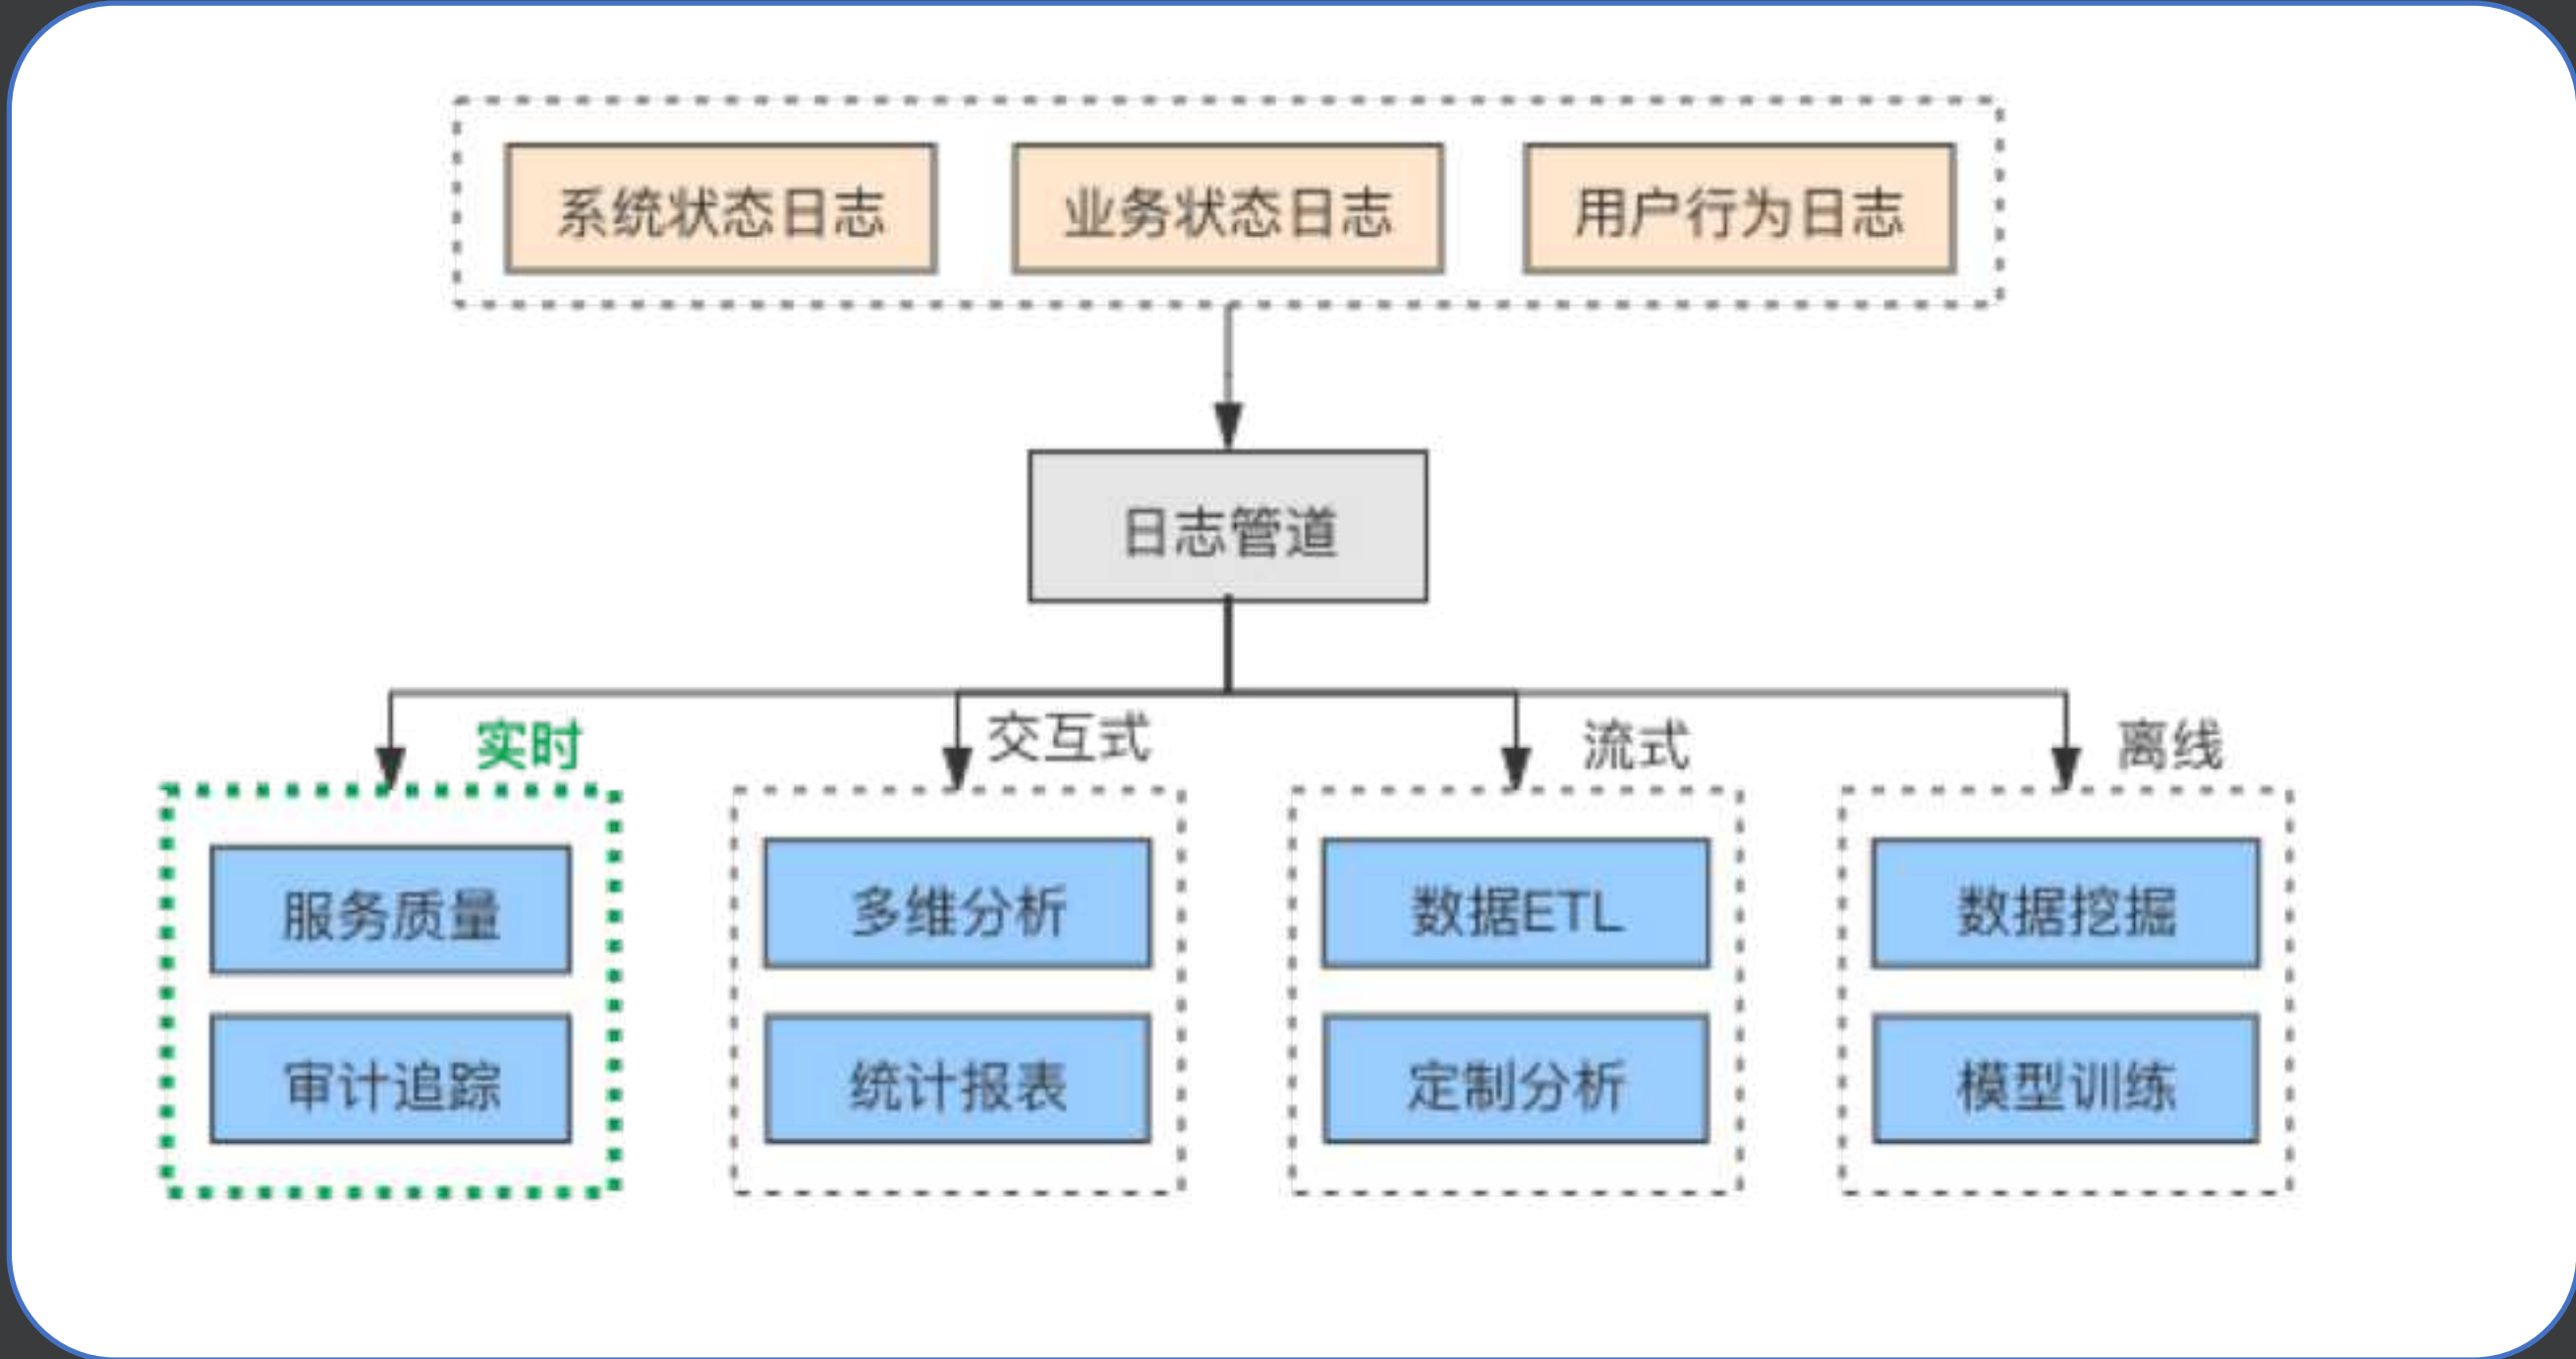 系统状态日志 业务状态日志 用户行为日志
日志管道
实时 交互式 流式 离线
服务质量 多维分析 数据ETL 数据挖掘
审计追踪 统计报表 定制分析 模型训练